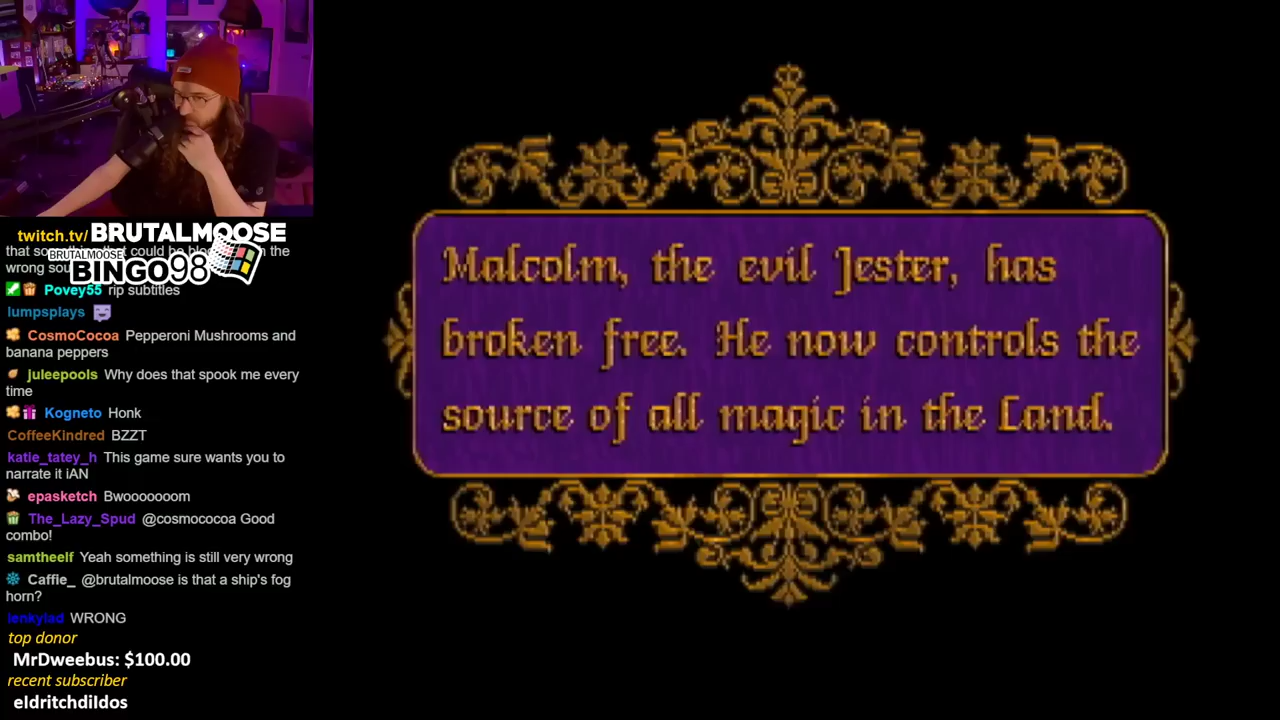 twitch.tv/BRUTALMOOSE
BRUTALMOOSE
BINGO98
wrong
Povey55 rip subtitles
lumpsplays
CosmoCocoa Pepperoni Mushrooms and
banana peppers
juleepools Why does that spook me every
time
Kogneto Honk
CoffeeKindred BZZT
katie_tatey_h This game sure wants you to
narrate it iAN
epasketch Bwooooooom
The_Lazy_Spud @cosmococoa Good
combo!
samtheelf Yeah something is still very wrong
Caffie_ @brutalmoose is that a ship's fog
horn?
lenkylad WRONG
top donor
MrDweebus: $100.00
recent subscriber
eldritchdildos
Malcolm, the evil Jester, has
broken free. He now controls the
source of all magic in the Land.